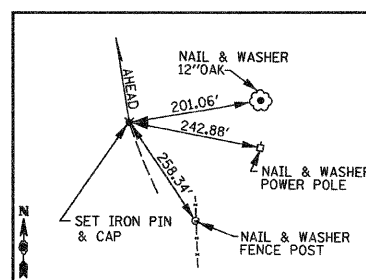 NAIL & WASHER
12"OAK
AHEAD
201.06'
242.88'
258.34'
NAIL & WASHER
POWER POLE
N
SET IRON PIN
& CAP
NAIL & WASHER
FENCE POST